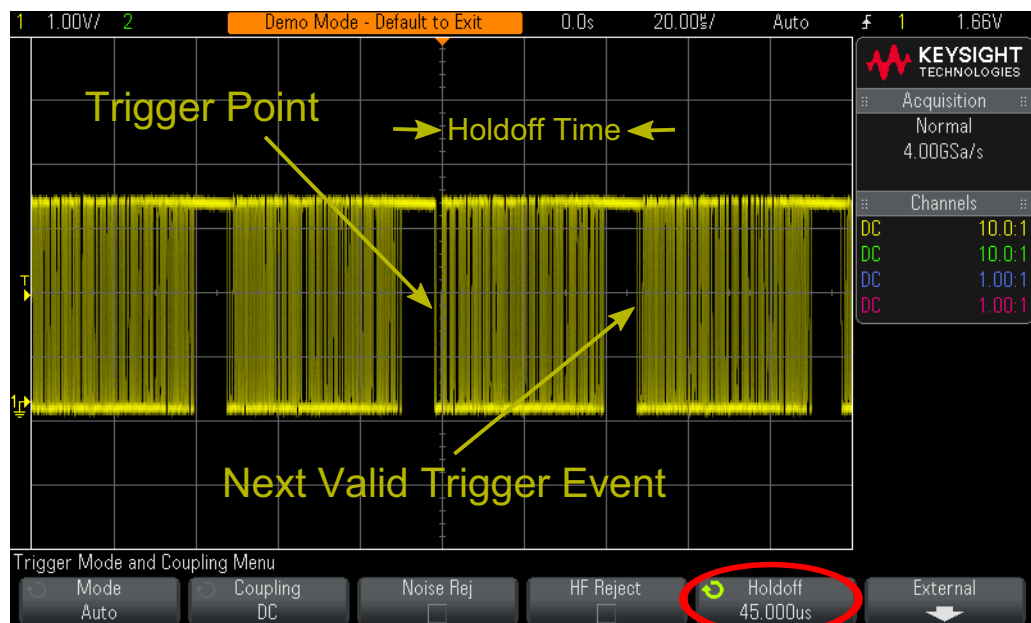 1 1.00V/ 2 Demo Mode - Default to Exit 0.0s 20.00ʯs/ Auto 1 1.66V
KEYSIGHT
TECHNOLOGIES
Acquisition
Normal
4.00GSa/s
Trigger Point
Holdoff Time
Channels
DC 10.0:1
DC 10.0:1
DC 1.00:1
DC 1.00:1
T
1
Next Valid Trigger Event
Trigger Mode and Coupling Menu
Mode
Auto
Coupling
DC
Noise Rej
HF Reject
Holdoff
45.000us
External